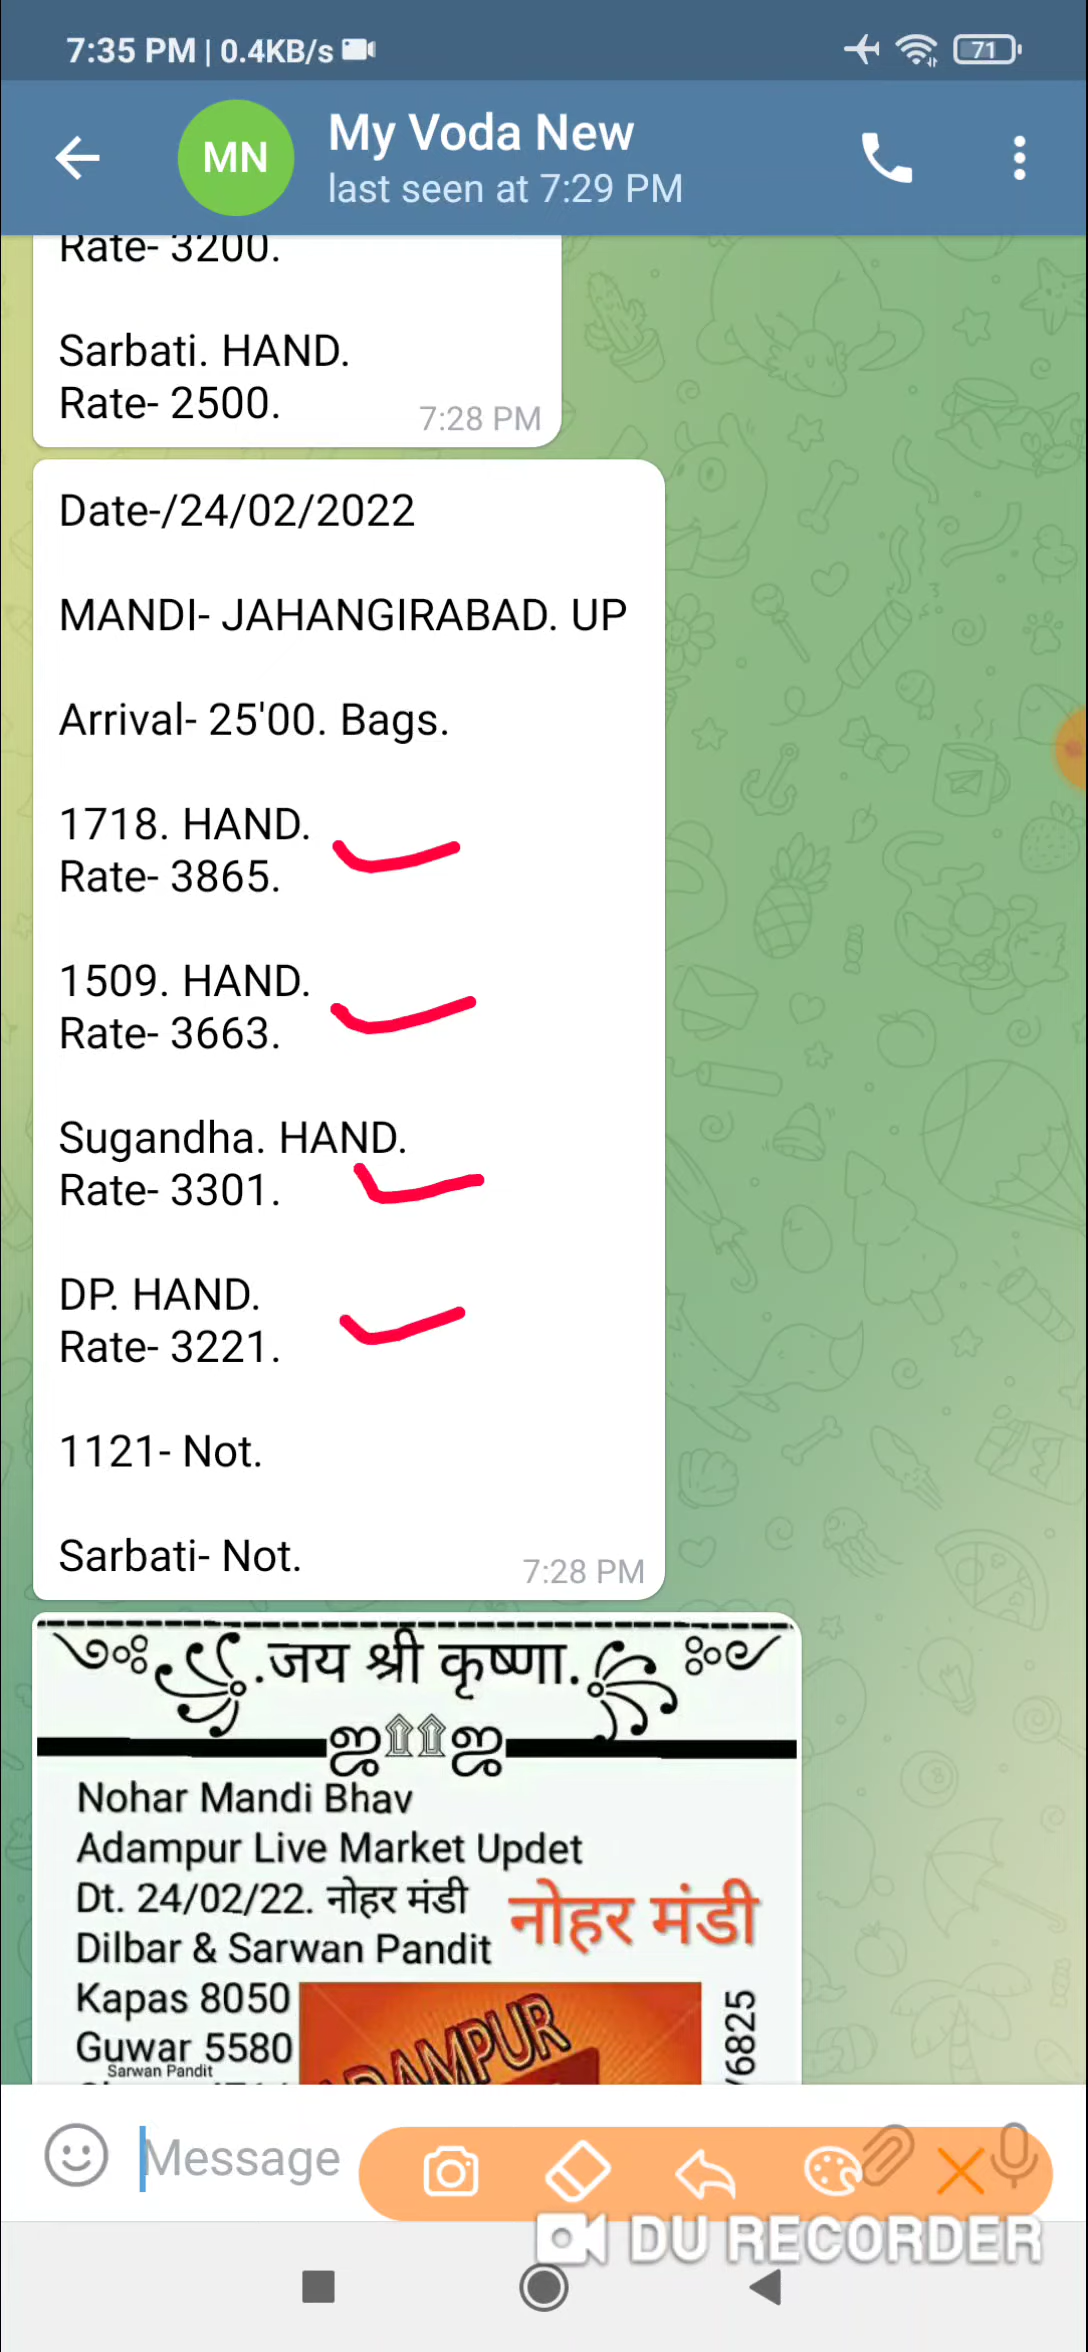 7:35 PM | 0.4KB/s
71
MN
My Voda New
last seen at 7:29 PM
Rate- 3200.
Sarbati. HAND.
Rate- 2500.
7:28 PM
Date-/24/02/2022
MANDI- JAHANGIRABAD. UP
Arrival- 25'00. Bags.
1718. HAND.
Rate- 3865.
1509. HAND.
Rate- 3663.
Sugandha. HAND.
Rate- 3301.
DP. HAND.
Rate- 3221.
1121- Not.
Sarbati- Not.
7:28 PM
.जय श्री कृष्णा.
ஜ۩۩ஜ
Nohar Mandi Bhav
Adampur Live Market Updet
Dt. 24/02/22. नोहर मंडी
नोहर मंडी
Dilbar & Sarwan Pandit
Kapas 8050
Guwar 5580
Sarwan Pandit
6825
Message
DU RECORDER